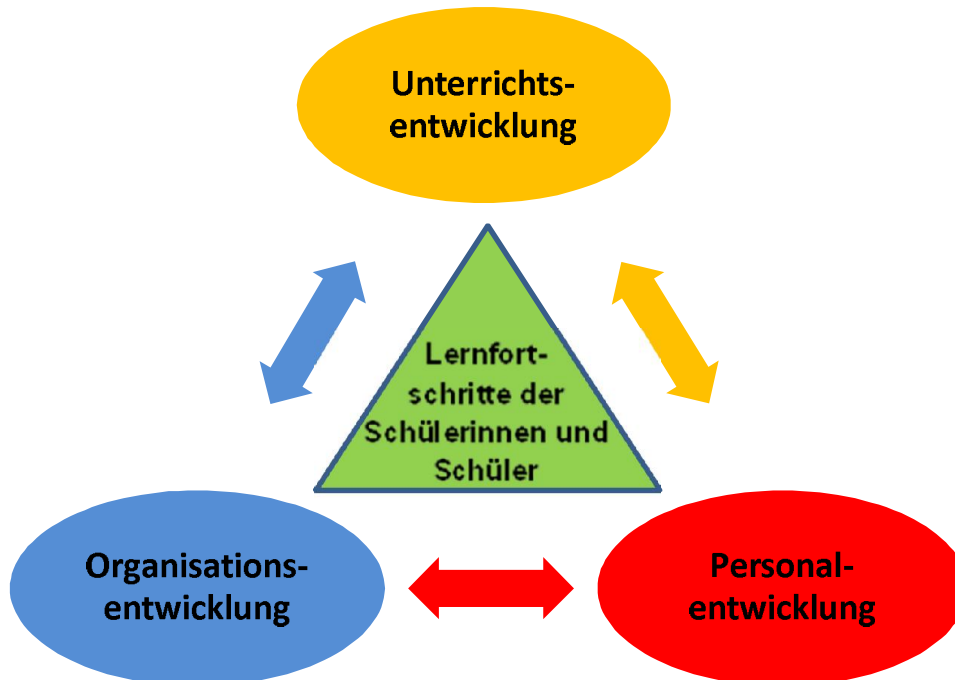 Unterrichts-
entwicklung
Lernfort-
schritte der
Schülerinnen und
Schüler
Organisations-
entwicklung
Personal-
entwicklung